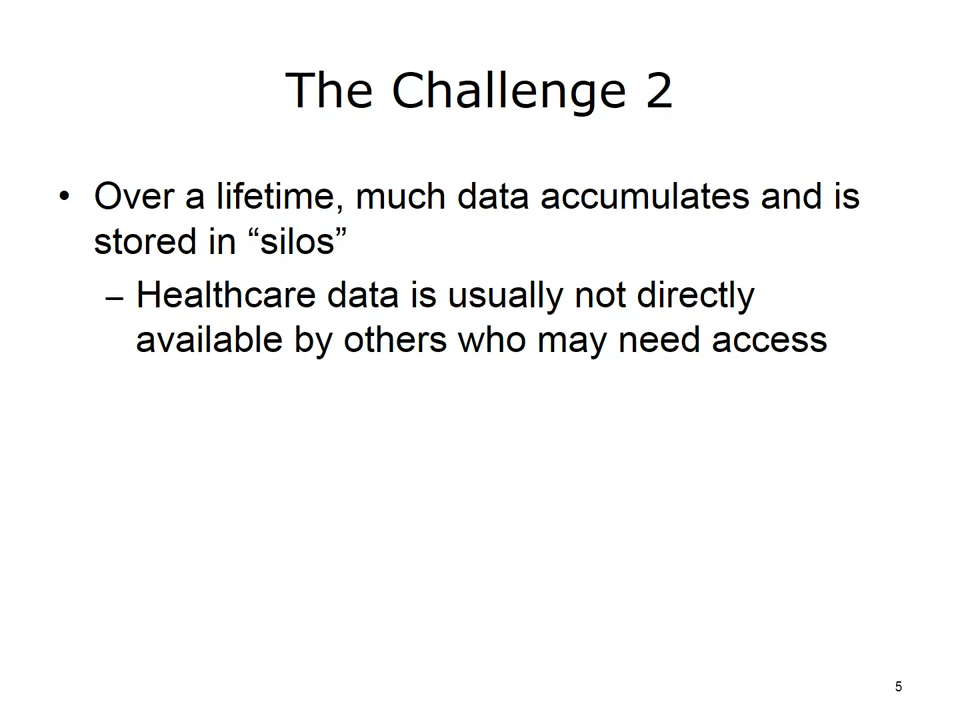 The Challenge 2
• Over a lifetime, much data accumulates and is
stored in “silos”
– Healthcare data is usually not directly
available by others who may need access
5